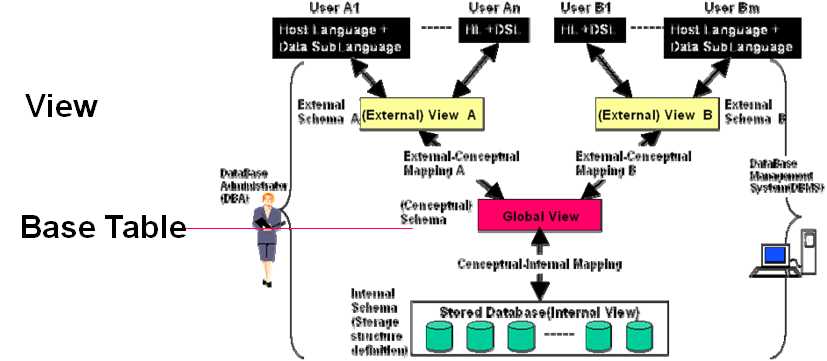 User A1 User An User B1 User Bm
Host Language +
Data SubLanguage
HL +DSL
HL +DSL
Host Language +
Data SubLanguage
View
External
Schema A
(External) View A
(External) View B
External
Schema B
External-Conceptual
Mapping A
External-Conceptual
Mapping B
DataBase
Administrator
(DBA)
DataBase
Management
System(DBMS)
Base Table
(Conceptual)
Schema
Global View
Conceptual-Internal Mapping
Internal
Schema
(Storage
structure
definition)
Stored Database(Internal View)